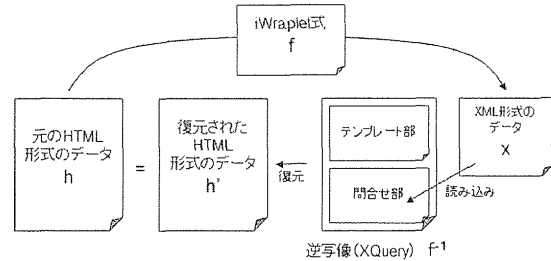 iWraplet式
f
元のHTML
形式のデータ
h
=
復元された
HTML
形式のデータ
h'
復元
テンプレート部
問合せ部
XML形式の
データ
X
読み込み
逆写像(XQuery) f-1